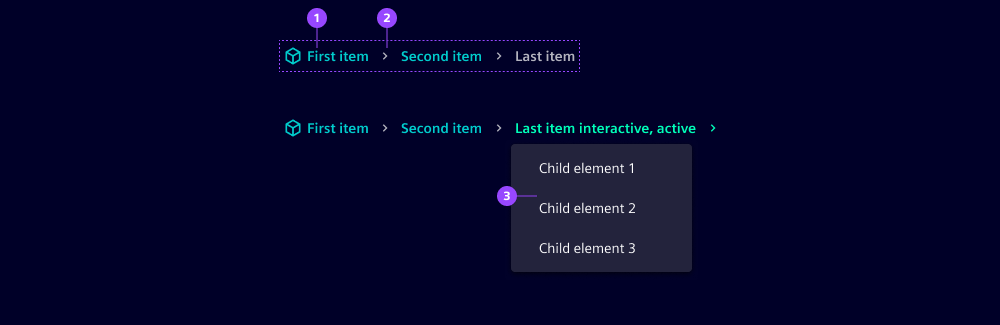 1 2
First item Second item Last item
First item Second item Last item interactive, active
Child element 1
3
Child element 2
Child element 3